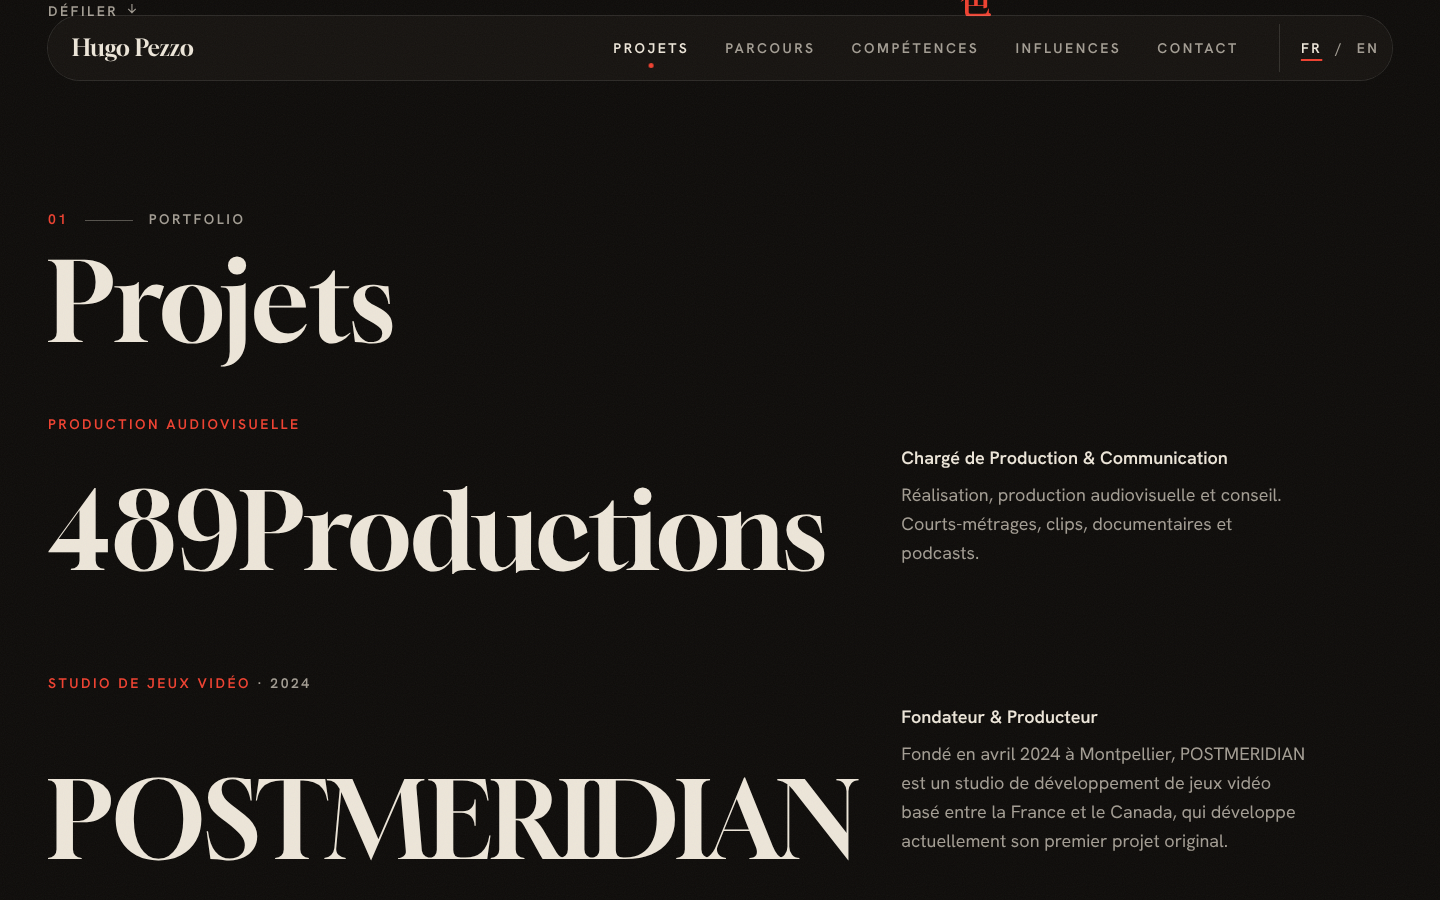 DÉFILER ↓
Hugo Pezzo
PROJETS PARCOURS COMPÉTENCES INFLUENCES CONTACT FR / EN
01 PORTFOLIO
Projets
PRODUCTION AUDIOVISUELLE
489Productions
Chargé de Production & Communication
Réalisation, production audiovisuelle et conseil.
Courts-métrages, clips, documentaires et
podcasts.
STUDIO DE JEUX VIDÉO · 2024
POSTMERIDIAN
Fondateur & Producteur
Fondé en avril 2024 à Montpellier, POSTMERIDIAN
est un studio de développement de jeux vidéo
basé entre la France et le Canada, qui développe
actuellement son premier projet original.